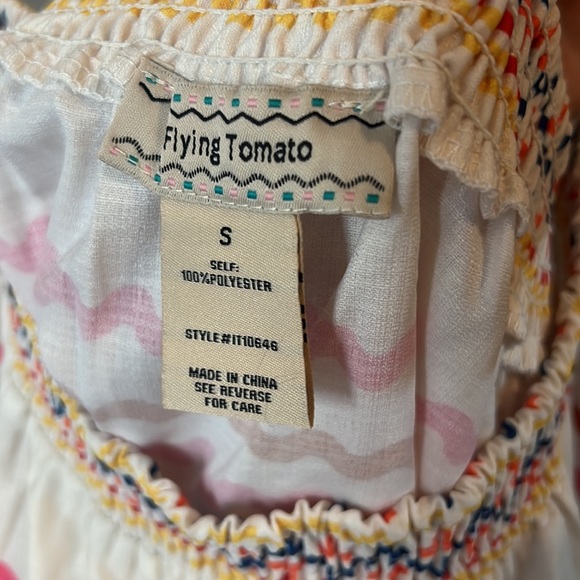 Flying Tomato
S
SELF:
100%POLYESTER
STYLE#IT10646
MADE IN CHINA
SEE REVERSE
FOR CARE